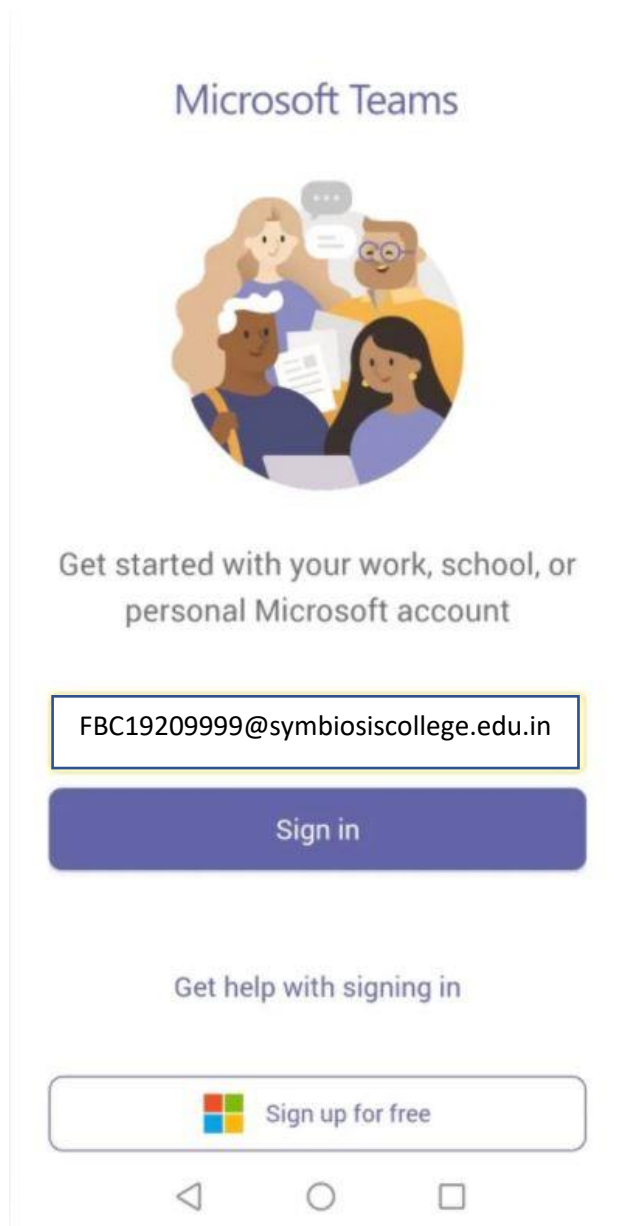 Microsoft Teams
Get started with your work, school, or
personal Microsoft account
FBC19209999@symbiosiscollege.edu.in
Sign in
Get help with signing in
Sign up for free